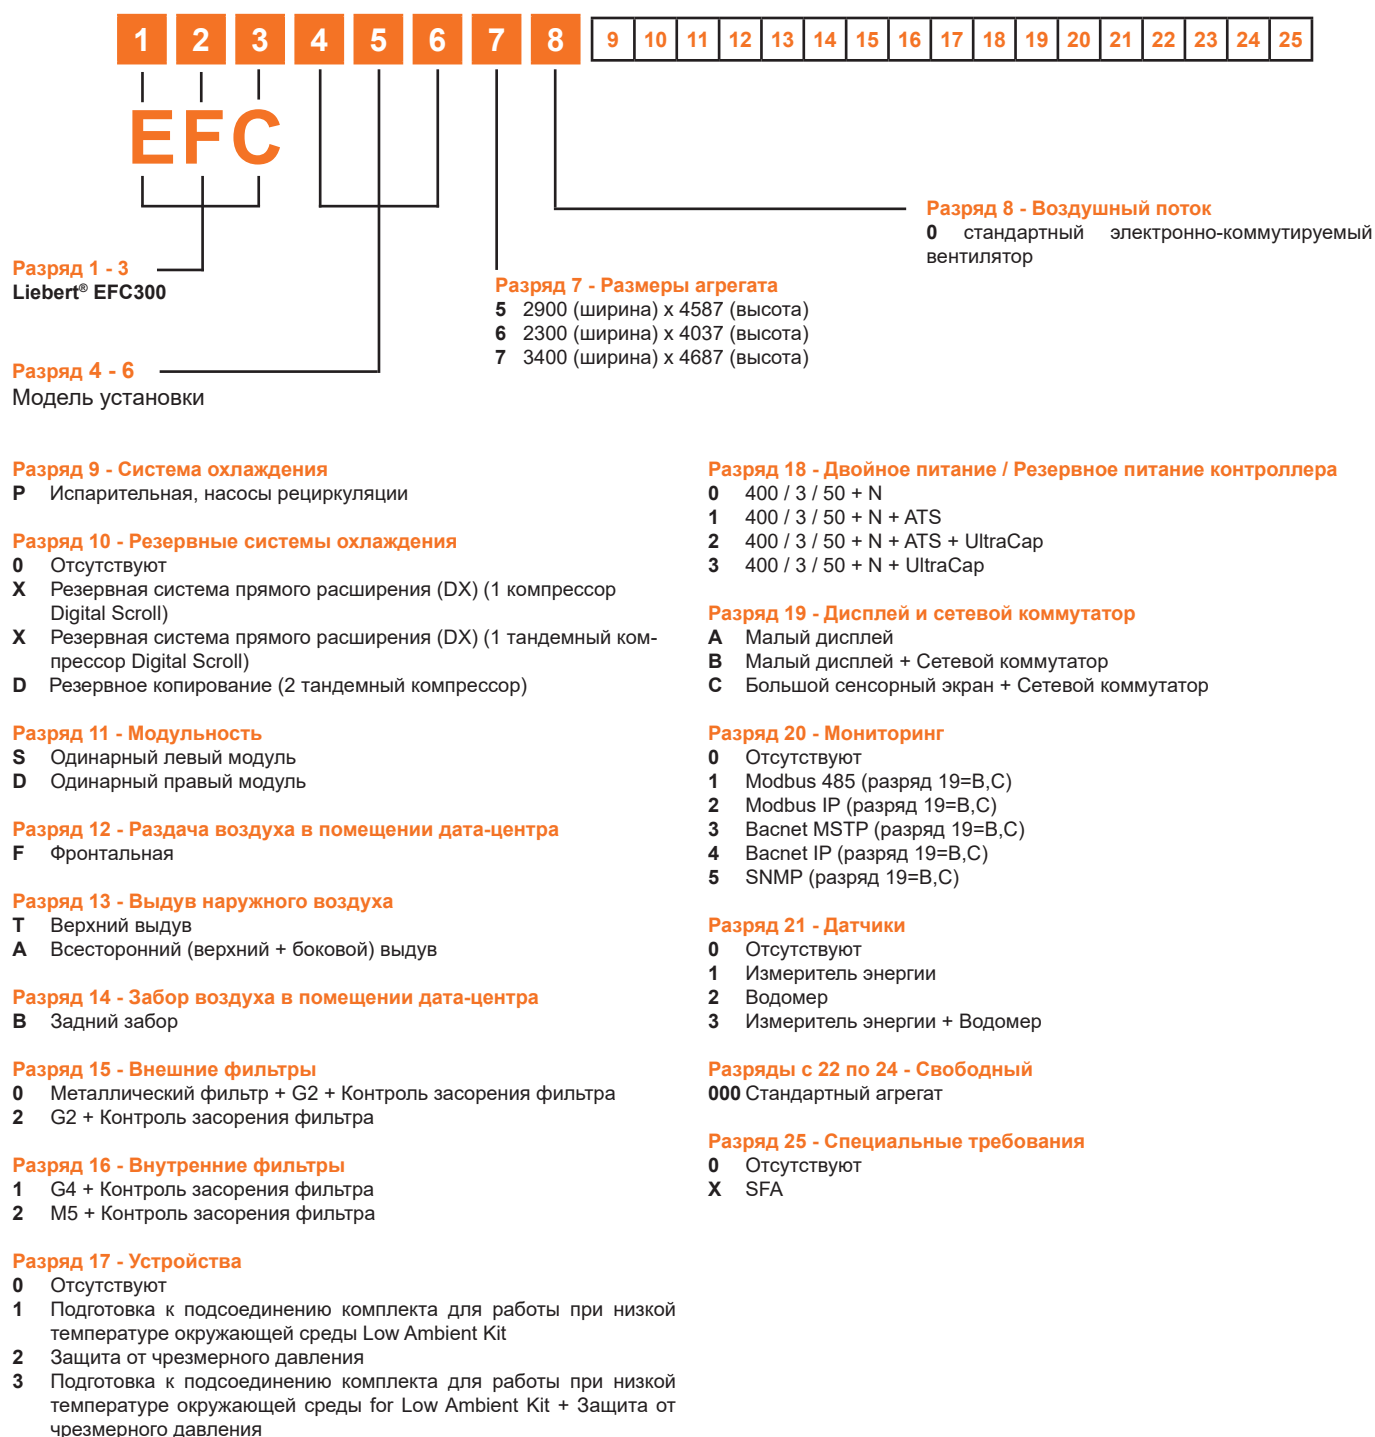 1 2 3 4 5 6 7 8 9 10 11 12 13 14 15 16 17 18 19 20 21 22 23 24 25
EFC
Разряд 1 - 3
Liebert® EFC300
Разряд 4 - 6
Модель установки
Разряд 7 - Размеры агрегата
5 2900 (ширина) x 4587 (высота)
6 2300 (ширина) x 4037 (высота)
7 3400 (ширина) x 4687 (высота)
Разряд 8 - Воздушный поток
0 стандартный электронно-коммутируемый
вентилятор
Разряд 9 - Система охлаждения
P Испарительная, насосы рециркуляции
Разряд 10 - Резервные системы охлаждения
0 Отсутствуют
X Резервная система прямого расширения (DX) (1 компрессор
Digital Scroll)
X Резервная система прямого расширения (DX) (1 тандемный ком-
прессор Digital Scroll)
D Резервное копирование (2 тандемный компрессор)
Разряд 11 - Модульность
S Одинарный левый модуль
D Одинарный правый модуль
Разряд 12 - Раздача воздуха в помещении дата-центра
F Фронтальная
Разряд 13 - Выдув наружного воздуха
T Верхний выдув
A Всесторонний (верхний + боковой) выдув
Разряд 14 - Забор воздуха в помещении дата-центра
B Задний забор
Разряд 15 - Внешние фильтры
0 Металлический фильтр + G2 + Контроль засорения фильтра
2 G2 + Контроль засорения фильтра
Разряд 16 - Внутренние фильтры
1 G4 + Контроль засорения фильтра
2 M5 + Контроль засорения фильтра
Разряд 17 - Устройства
0 Отсутствуют
1 Подготовка к подсоединению комплекта для работы при низкой
температуре окружающей среды Low Ambient Kit
2 Защита от чрезмерного давления
3 Подготовка к подсоединению комплекта для работы при низкой
температуре окружающей среды for Low Ambient Kit + Защита от
чрезмерного давления
Разряд 18 - Двойное питание / Резервное питание контроллера
0 400 / 3 / 50 + N
1 400 / 3 / 50 + N + ATS
2 400 / 3 / 50 + N + ATS + UltraCap
3 400 / 3 / 50 + N + UltraCap
Разряд 19 - Дисплей и сетевой коммутатор
A Малый дисплей
B Малый дисплей + Сетевой коммутатор
C Большой сенсорный экран + Сетевой коммутатор
Разряд 20 - Мониторинг
0 Отсутствуют
1 Modbus 485 (разряд 19=B,C)
2 Modbus IP (разряд 19=B,C)
3 Bacnet MSTP (разряд 19=B,C)
4 Bacnet IP (разряд 19=B,C)
5 SNMP (разряд 19=B,C)
Разряд 21 - Датчики
0 Отсутствуют
1 Измеритель энергии
2 Водомер
3 Измеритель энергии + Водомер
Разряды с 22 по 24 - Свободный
000 Стандартный агрегат
Разряд 25 - Специальные требования
0 Отсутствуют
X SFA